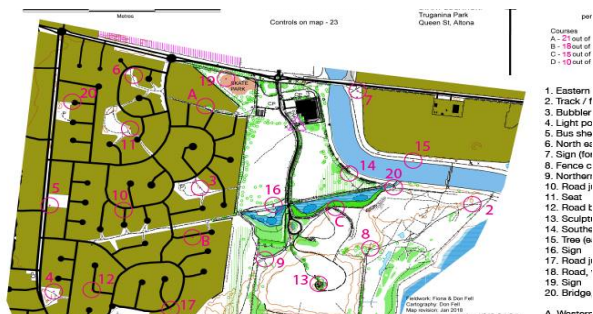 Metres
Controls on map - 23
Truganina Park
Queen St, Altona
Courses
A - 21 out of
B - 18 out of
C - 15 out of
D - 10 out of
1. Eastern
2. Track / f
3. Bubbler
4. Light po
5. Bus she
6. North ea
7. Sign (for
8. Fence c
9. Northern
10. Road ju
11. Seat
12. Road b
13. Sculptu
14. Southe
15. Tree (ea
16. Sign
17. Road ju
18. Road,
19. Sign
20. Bridge,
A. Western
6
19
SKATE
PARK
CP
7
20
A
11
15
14
3
20
5
10
16
C
2
B
8
9
4
12
13
17
Fieldwork: Fiona & Don Fell
Cartography: Don Fell
Map revision: Jan 2018